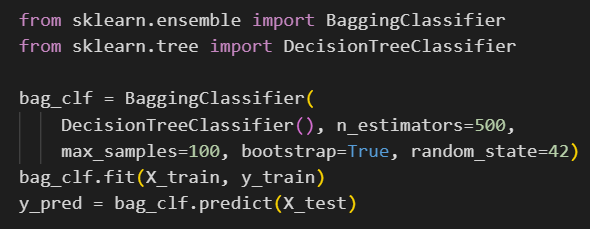 from sklearn.ensemble import BaggingClassifier
from sklearn.tree import DecisionTreeClassifier

bag_clf = BaggingClassifier(
    DecisionTreeClassifier(), n_estimators=500,
    max_samples=100, bootstrap=True, random_state=42)
bag_clf.fit(X_train, y_train)
y_pred = bag_clf.predict(X_test)